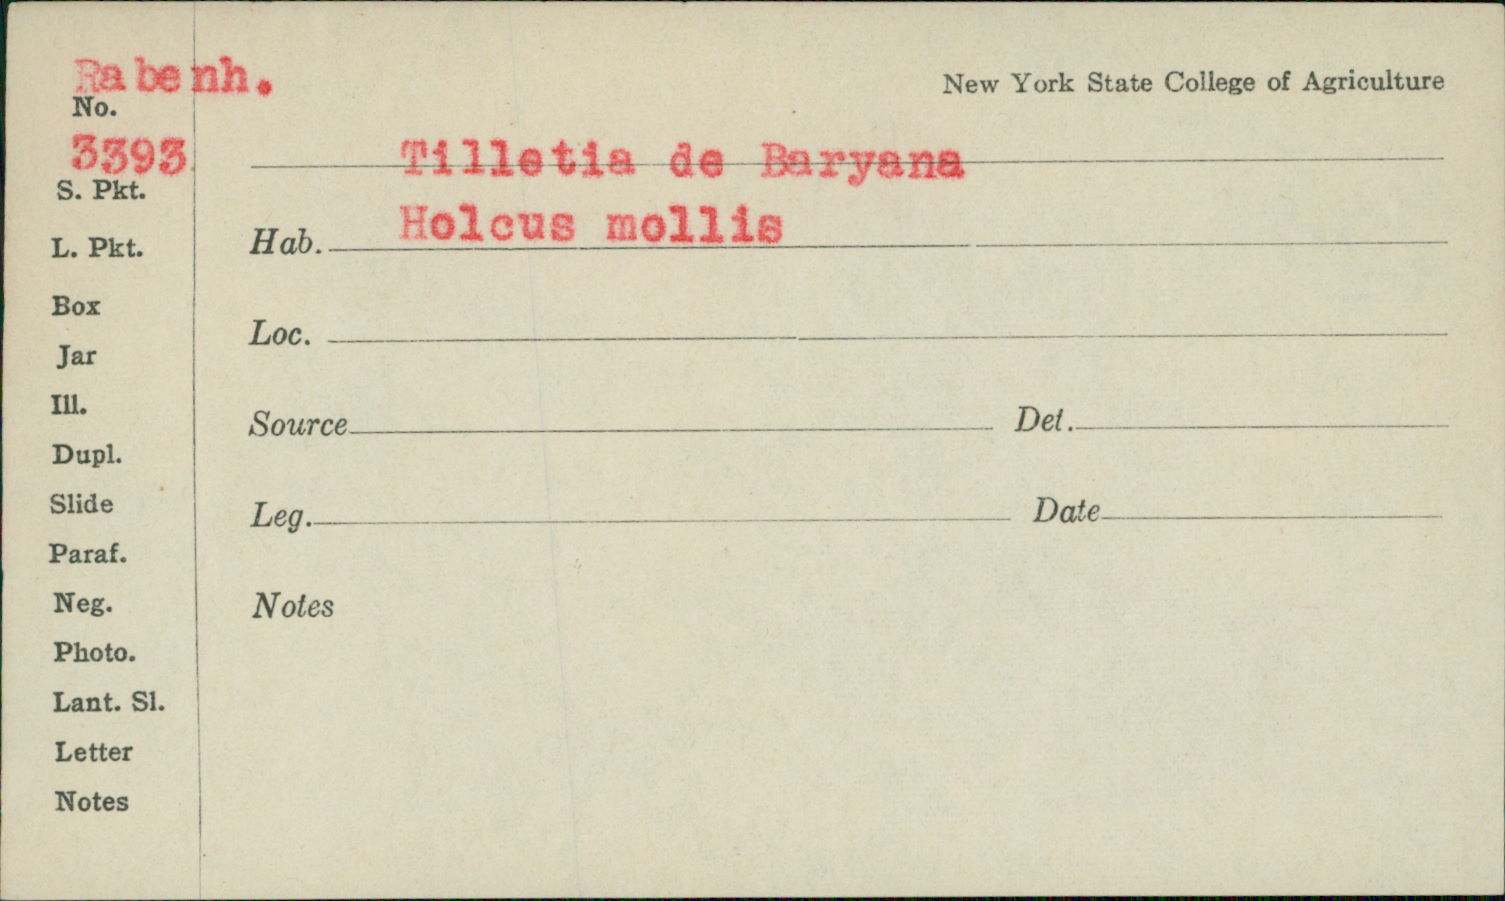 Rabenh.
New York State College of Agriculture
No.
3393
Tilletia de Baryana
S. Pkt.
Hab. Holcus mollis
L. Pkt.
Box
Loc.
Jar
Ill.
Source Det.
Dupl.
Slide
Leg. Date
Paraf.
Neg.
Notes
Photo.
Lant. Sl.
Letter
Notes